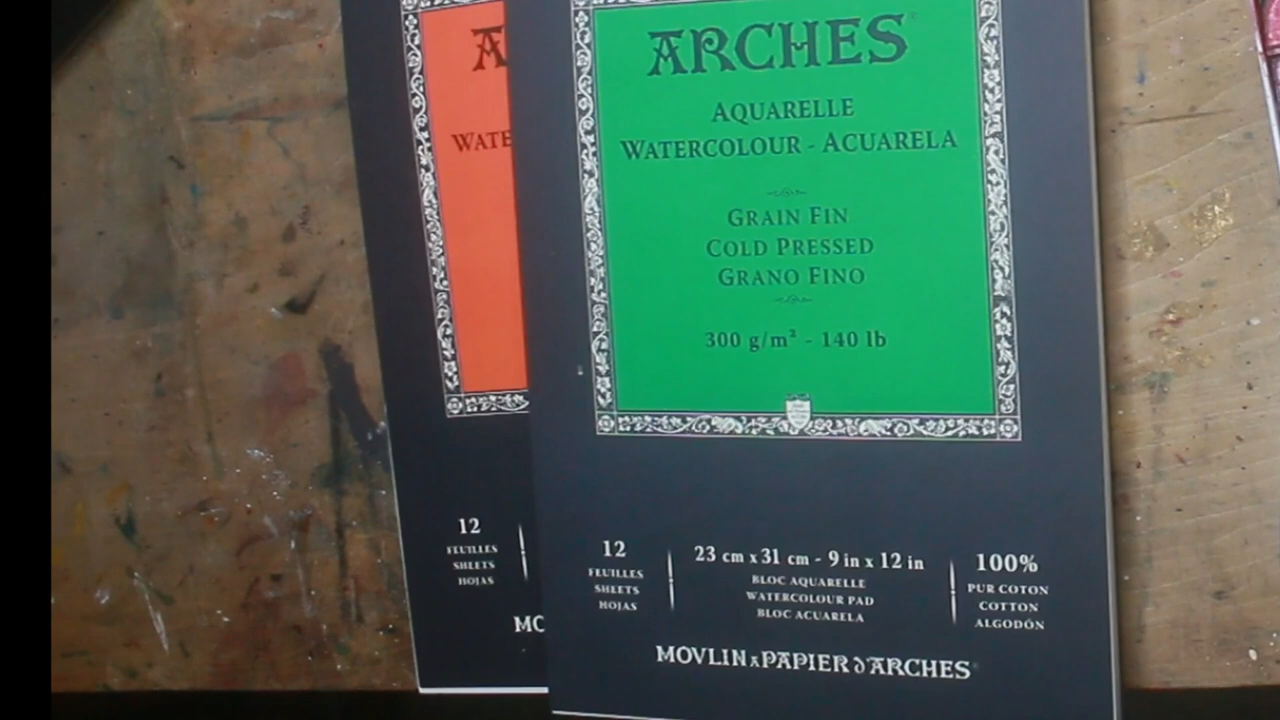 A
WATE
12
FEUILLES
SHEETS
HOJAS
MO
ARCHES®
AQUARELLE
WATERCOLOUR - ACUARELA
GRAIN FIN
COLD PRESSED
GRANO FINO
300 g/m² - 140 lb
12
FEUILLES
SHEETS
HOJAS
23 cm x 31 cm - 9 in x 12 in
BLOC AQUARELLE
WATERCOLOUR PAD
BLOC ACUARELA
100%
PUR COTON
COTTON
ALGODÓN
MOVLIN À PAPIER D'ARCHES®